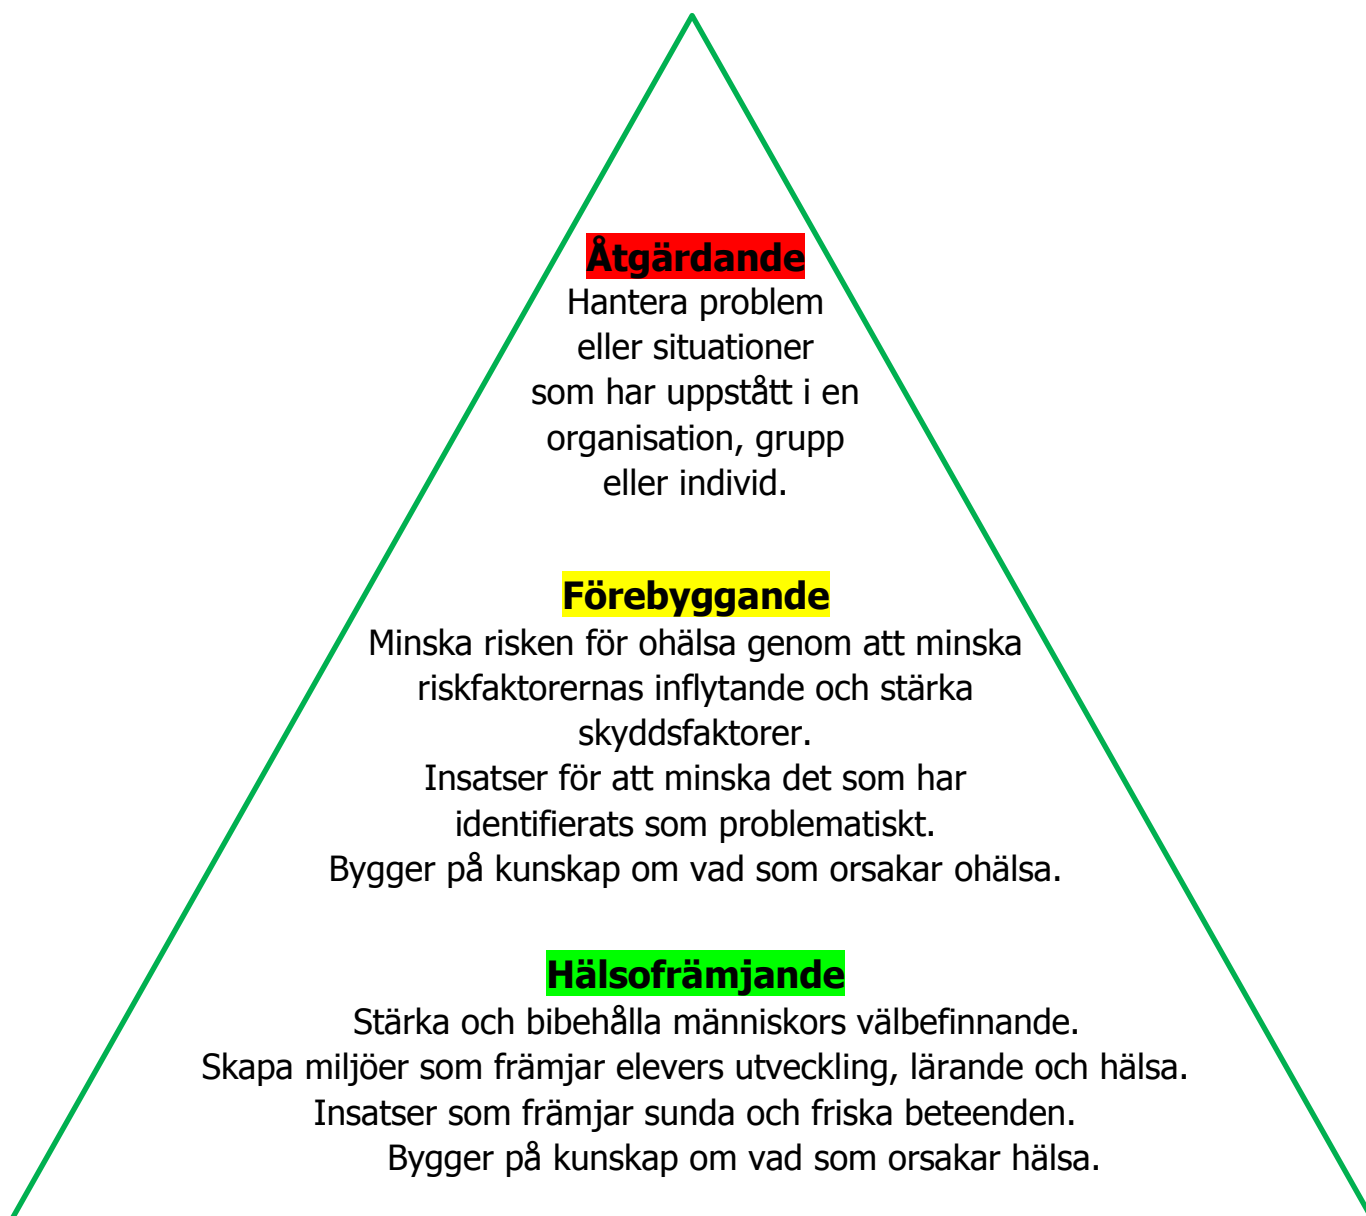 Åtgärdande
Hantera problem
eller situationer
som har uppstått i en
organisation, grupp
eller individ.
Förebyggande
Minska risken för ohälsa genom att minska
riskfaktorernas inflytande och stärka
skyddsfaktorer.
Insatser för att minska det som har
identifierats som problematiskt.
Bygger på kunskap om vad som orsakar ohälsa.
Hälsofrämjande
Stärka och bibehålla människors välbefinnande.
Skapa miljöer som främjar elevers utveckling, lärande och hälsa.
Insatser som främjar sunda och friska beteenden.
Bygger på kunskap om vad som orsakar hälsa.